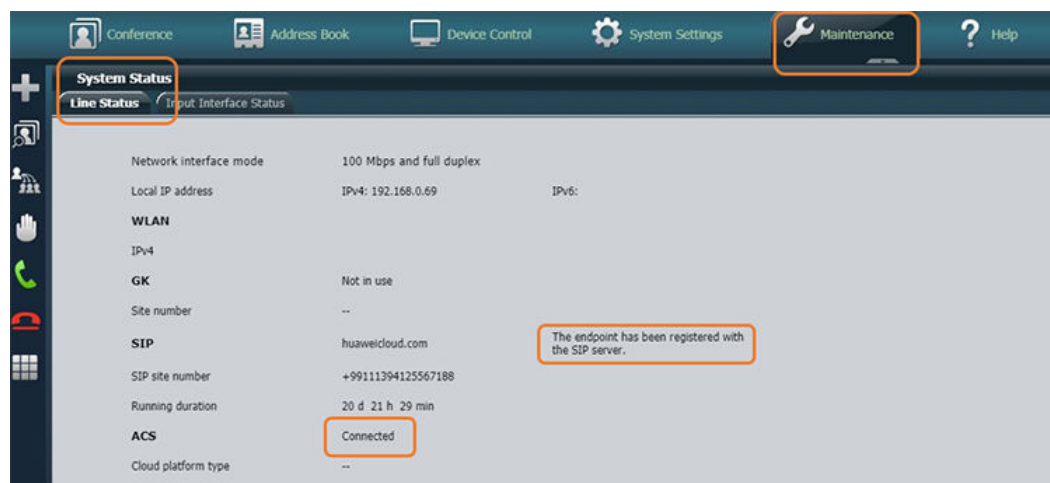 Conference Address Book Device Control System Settings Maintenance ? Help
System Status
Line Status Input Interface Status
Network interface mode 100 Mbps and full duplex
Local IP address IPv4: 192.168.0.69 IPv6:
WLAN
IPv4
GK Not in use
Site number --
SIP huaweicloud.com The endpoint has been registered with
the SIP server.
SIP site number +99111394125567188
Running duration 20 d 21 h 29 min
ACS Connected
Cloud platform type --